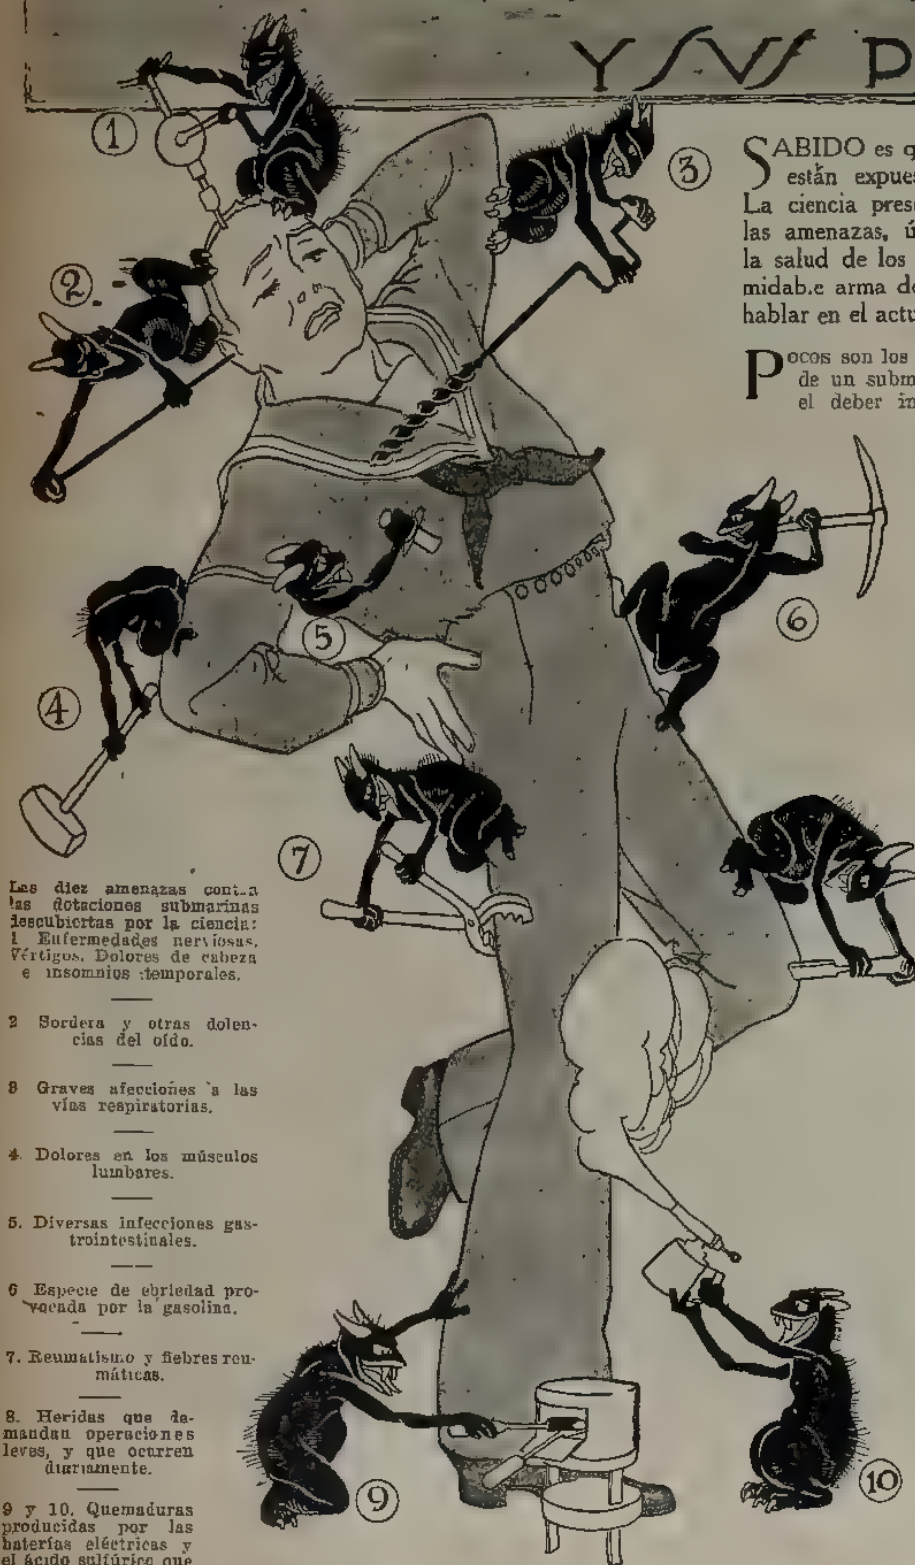 Y SUS P
1
3
SABIDO es q
están expues
La ciencia pres
las amenazas, ú
la salud de los
midab.e arma de
hablar en el actu
2
Pocos son los
de un subm
el deber in
6
5
4
7
Las diez amenazas cont.a
las dotaciones submarinas
descubiertas por la ciencia:
1 Enfermedades nerviosas.
Vértigos. Dolores de cabeza
e insomnios temporales.
2 Sordera y otras dolen-
cias del oído.
3 Graves afecciones a las
vías respiratorias.
4. Dolores en los músculos
lumbares.
5. Diversas infecciones gas-
trointestinales.
6 Especie de ebriedad pro-
vocada por la gasolina.
7. Reumatismo y fiebres reu-
máticas.
8. Heridas que de-
mandan operaciones
leves, y que ocurren
diariamente.
9 y 10. Quemaduras
producidas por las
baterías eléctricas y
el ácido sulfúrico que
9
10